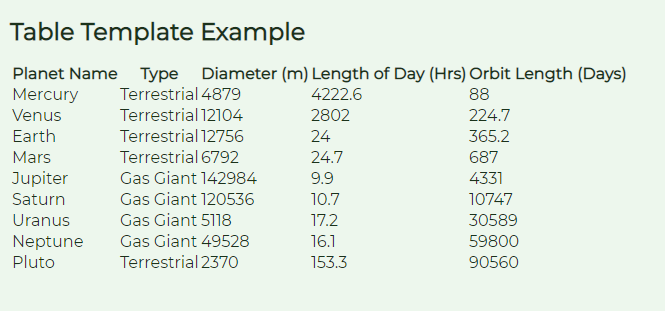 Table Template Example
Planet Name Type Diameter (m) Length of Day (Hrs) Orbit Length (Days)
Mercury Terrestrial 4879 4222.6 88
Venus Terrestrial 12104 2802 224.7
Earth Terrestrial 12756 24 365.2
Mars Terrestrial 6792 24.7 687
Jupiter Gas Giant 142984 9.9 4331
Saturn Gas Giant 120536 10.7 10747
Uranus Gas Giant 5118 17.2 30589
Neptune Gas Giant 49528 16.1 59800
Pluto Terrestrial 2370 153.3 90560